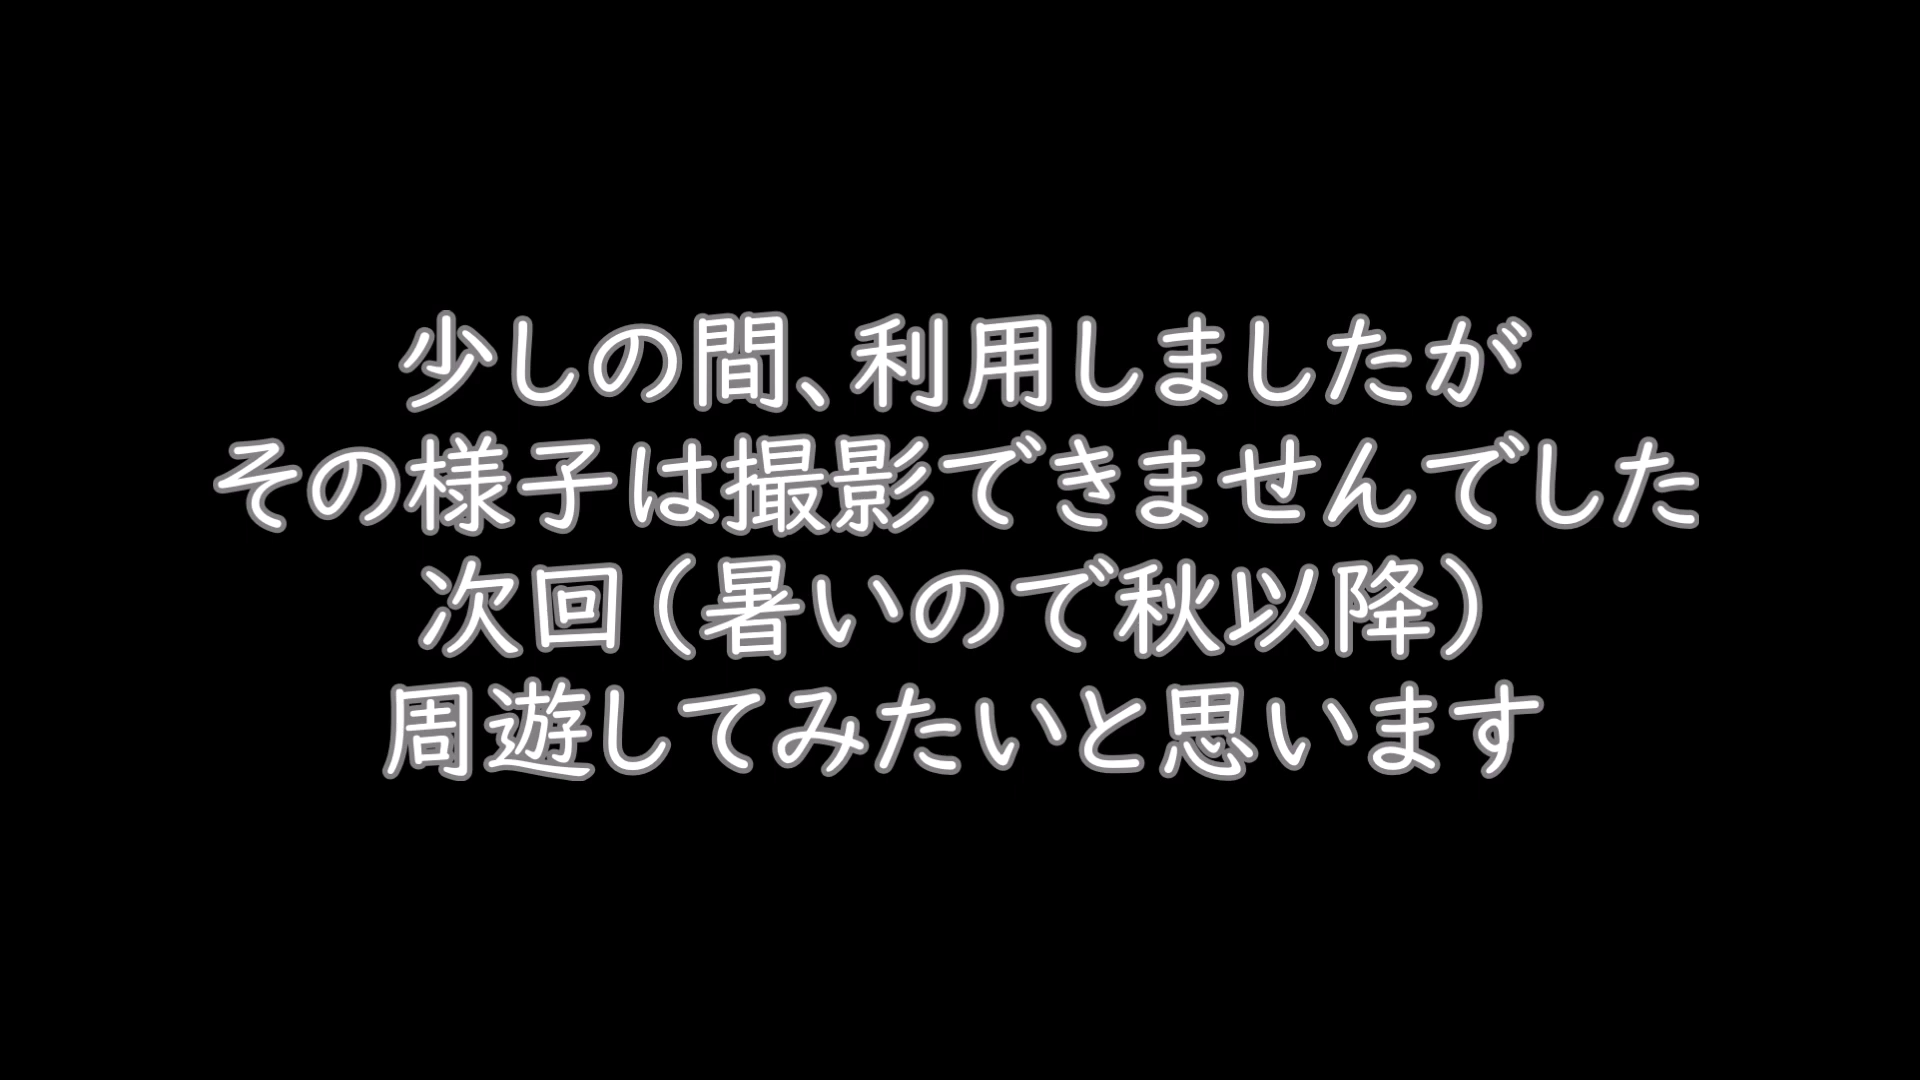 少しの間、利用しましたが
その様子は撮影できませんでした
次回（暑いので秋以降）
周遊してみたいと思います